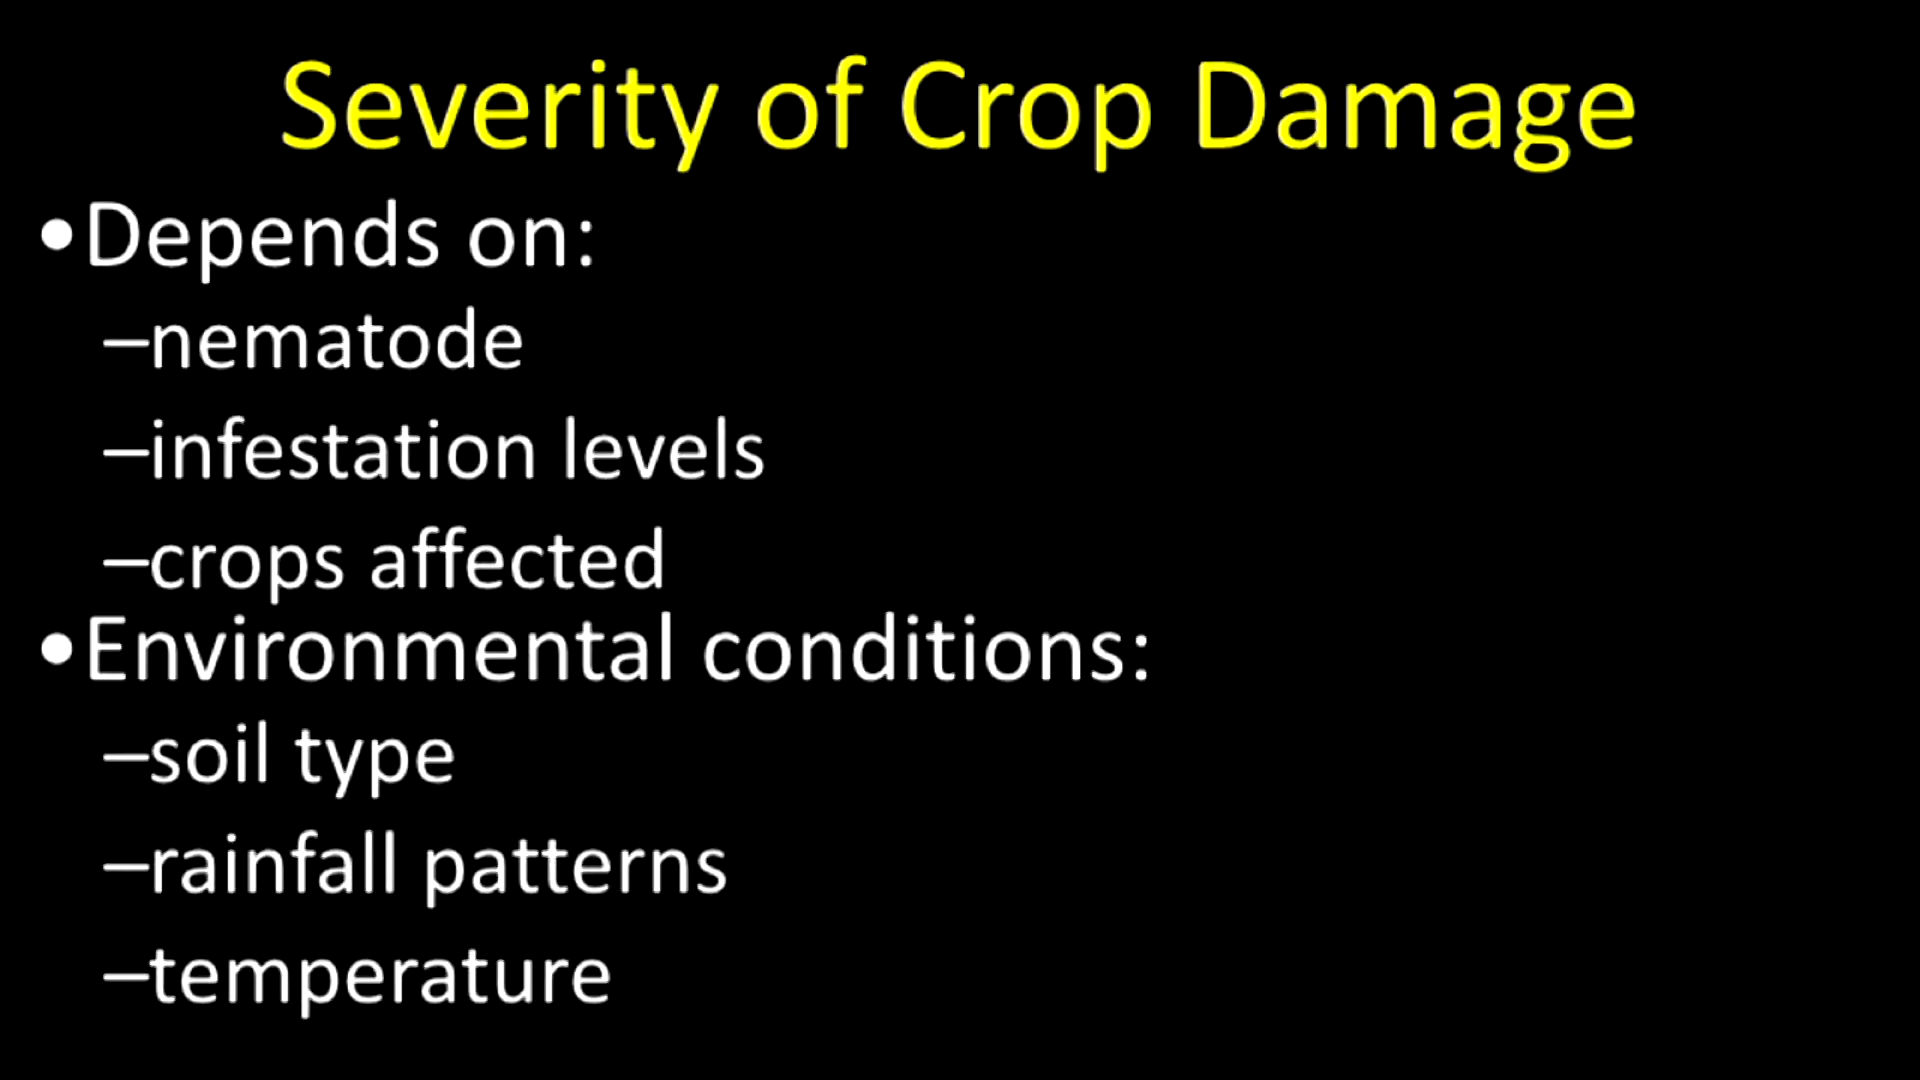 Severity of Crop Damage
•Depends on:
–nematode
–infestation levels
–crops affected
•Environmental conditions:
–soil type
–rainfall patterns
–temperature